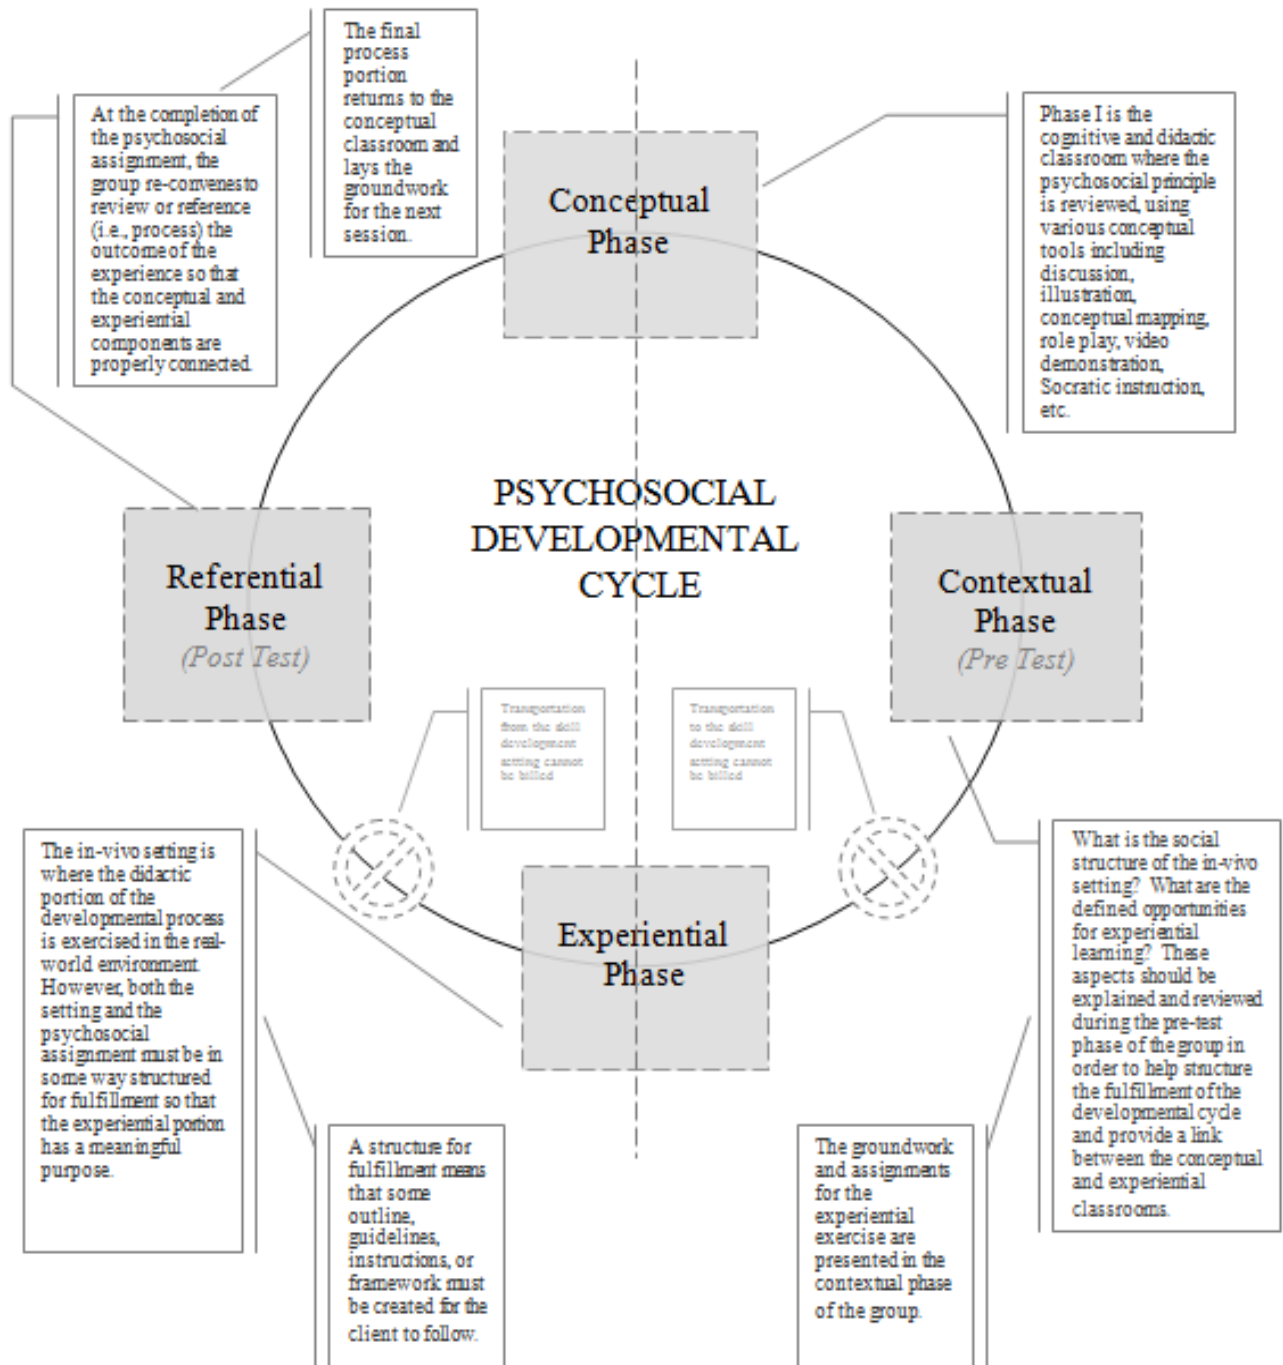 The final
process
portion
returns to the
conceptual
classroom and
lays the
groundwork
for the next
session.
At the completion of
the psychosocial
assignment, the
group re-convenes to
review or reference
(i.e., process) the
outcome of the
experience so that
the conceptual and
experiential
components are
properly connected.
Conceptual
Phase
Phase I is the
cognitive and didactic
classroom where the
psychosocial principle
is reviewed, using
various conceptual
tools including
discussion,
illustration,
conceptual mapping,
role play, video
demonstration,
Socratic instruction,
etc.
PSYCHOSOCIAL
DEVELOPMENTAL
CYCLE
Referential
Phase
(Post Test)
Contextual
Phase
(Pre Test)
Transportation
from the skill
development
setting cannot
be billed
Transportation
to the skill
development
setting cannot
be billed
The in-vivo setting is
where the didactic
portion of the
developmental process
is exercised in the real-
world environment.
However, both the
setting and the
psychosocial
assignment must be in
some way structured
for fulfillment so that
the experiential portion
has a meaningful
purpose.
Experiential
Phase
What is the social
structure of the in-vivo
setting? What are the
defined opportunities
for experiential
learning? These
aspects should be
explained and reviewed
during the pre-test
phase of the group in
order to help structure
the fulfillment of the
developmental cycle
and provide a link
between the conceptual
and experiential
classrooms.
A structure for
fulfillment means
that some
outline,
guidelines,
instructions, or
framework must
be created for the
client to follow.
The groundwork
and assignments
for the
experiential
exercise are
presented in the
contextual phase
of the group.